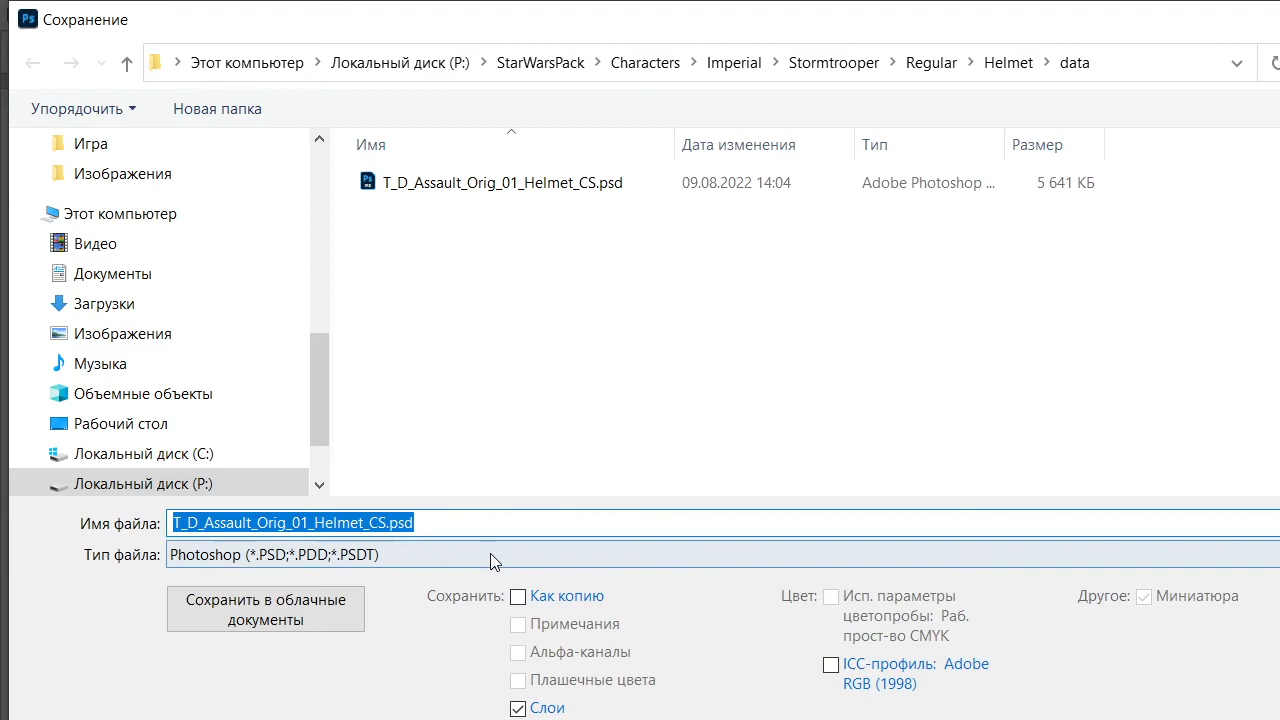 Ps Сохранение
Этот компьютер > Локальный диск (P:) > StarWarsPack > Characters > Imperial > Stormtrooper > Regular > Helmet > data
Упорядочить Новая папка
Игра
Изображения
Этот компьютер
Видео
Документы
Загрузки
Изображения
Музыка
Объемные объекты
Рабочий стол
Локальный диск (C:)
Локальный диск (P:)
Имя Дата изменения Тип Размер
T_D_Assault_Orig_01_Helmet_CS.psd 09.08.2022 14:04 Adobe Photoshop ... 5 641 КБ
Имя файла: T_D_Assault_Orig_01_Helmet_CS.psd
Тип файла: Photoshop (*.PSD;*.PDD;*.PSDT)
Сохранить в облачные
документы
Сохранить: Как копию
Примечания
Альфа-каналы
Плашечные цвета
Слои
Цвет: Исп. параметры
цветопробы: Раб.
прост-во CMYK
ICC-профиль: Adobe
RGB (1998)
Другое: Миниатюра